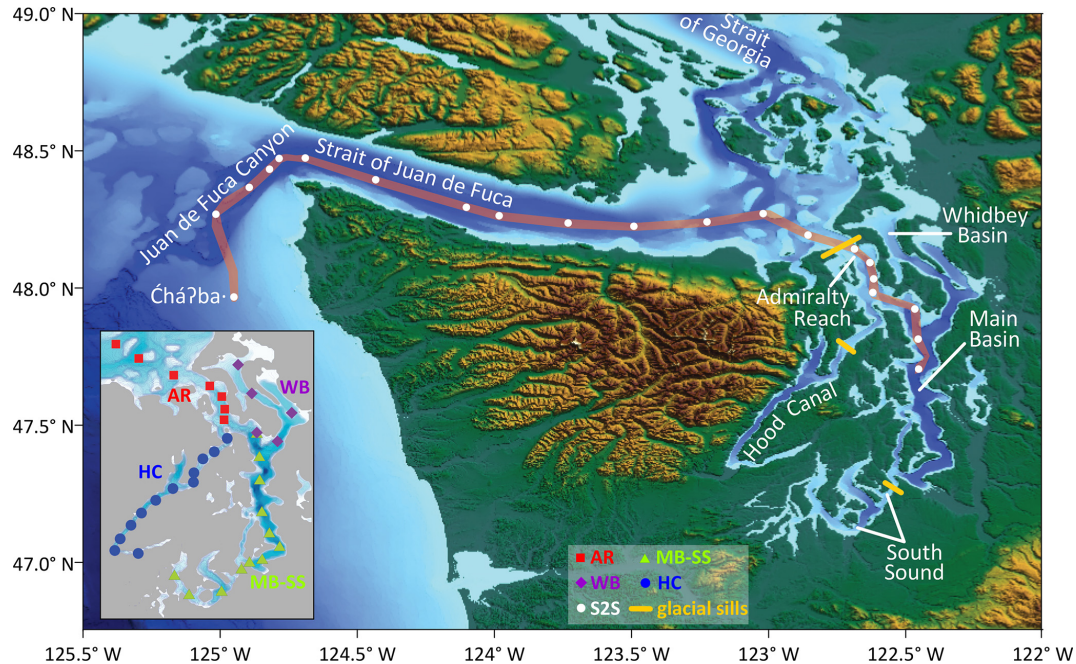 49.0° N
48.5° N
48.0° N
47.5° N
47.0° N
125.5° W
125° W
124.5° W
124.0° W
123.5° W
123° W
122.5° W
122° W
Strait
of Georgia
Juan de Fuca Canyon
Strait of Juan de Fuca
Ćháʔba·
Whidbey
Basin
Admiralty
Reach
Main
Basin
Hood Canal
South
Sound
AR
WB
HC
MB-SS
AR
MB-SS
WB
HC
S2S
glacial sills